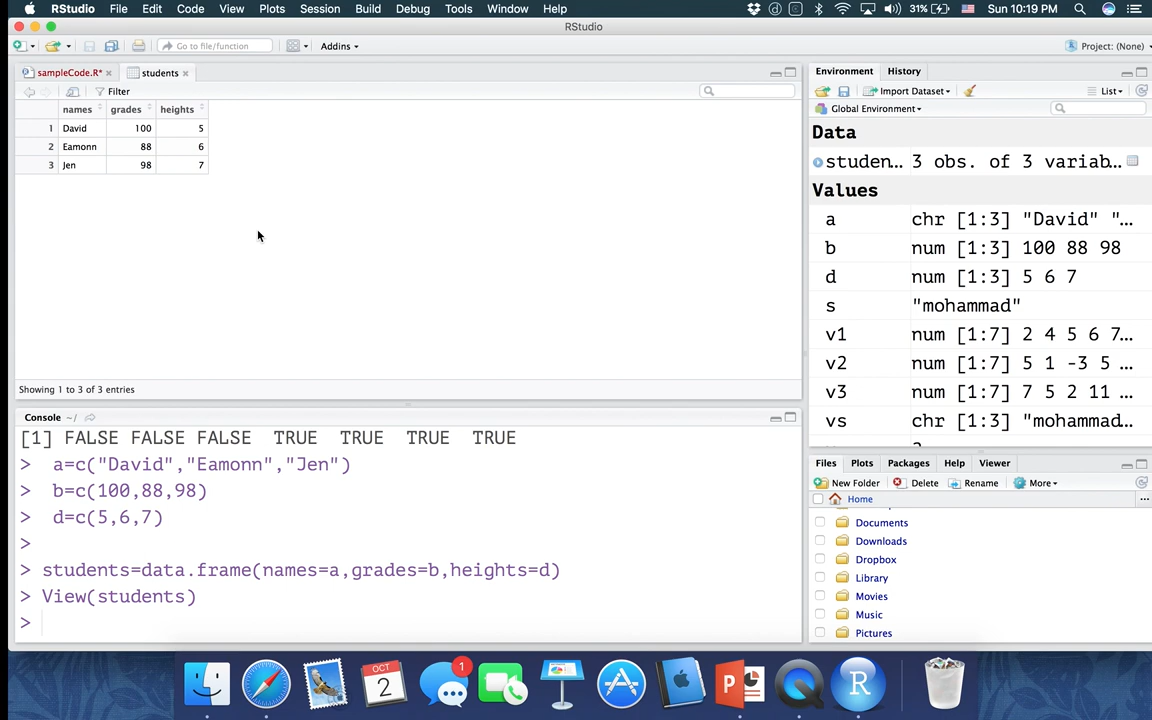 RStudio File Edit Code View Plots Session Build Debug Tools Window Help 31% Sun 10:19 PM
RStudio
Go to file/function Addins Project: (None)
sampleCode.R* students
Filter
names grades heights
1 David 100 5
2 Eamonn 88 6
3 Jen 98 7
Showing 1 to 3 of 3 entries
Console ~/
[1] FALSE FALSE FALSE TRUE TRUE TRUE TRUE
> a=c("David","Eamonn","Jen")
> b=c(100,88,98)
> d=c(5,6,7)
>
> students=data.frame(names=a,grades=b,heights=d)
> View(students)
>
Environment History
Import Dataset List
Global Environment
Data
studen... 3 obs. of 3 variab...
Values
a chr [1:3] "David" "...
b num [1:3] 100 88 98
d num [1:3] 5 6 7
s "mohammad"
v1 num [1:7] 2 4 5 6 7...
v2 num [1:7] 5 1 -3 5 ...
v3 num [1:7] 7 5 2 11 ...
vs chr [1:3] "mohammad...
Files Plots Packages Help Viewer
New Folder Delete Rename More
Home ...
Documents
Downloads
Dropbox
Library
Movies
Music
Pictures
OCT
2
1
P
R